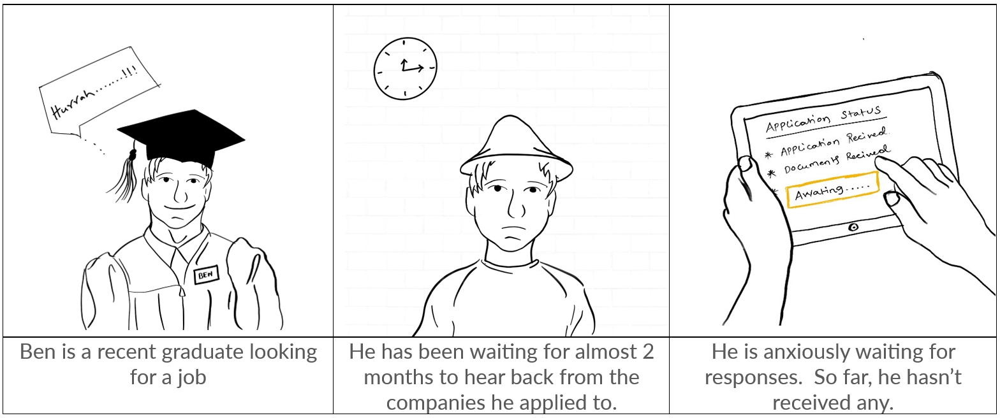 Hurrah.......!!!
BEN
Ben is a recent graduate looking
for a job
He has been waiting for almost 2
months to hear back from the
companies he applied to.
Application Status
* Application Recived.
* Documents Recived
* Awating.....
He is anxiously waiting for
responses.  So far, he hasn't
received any.